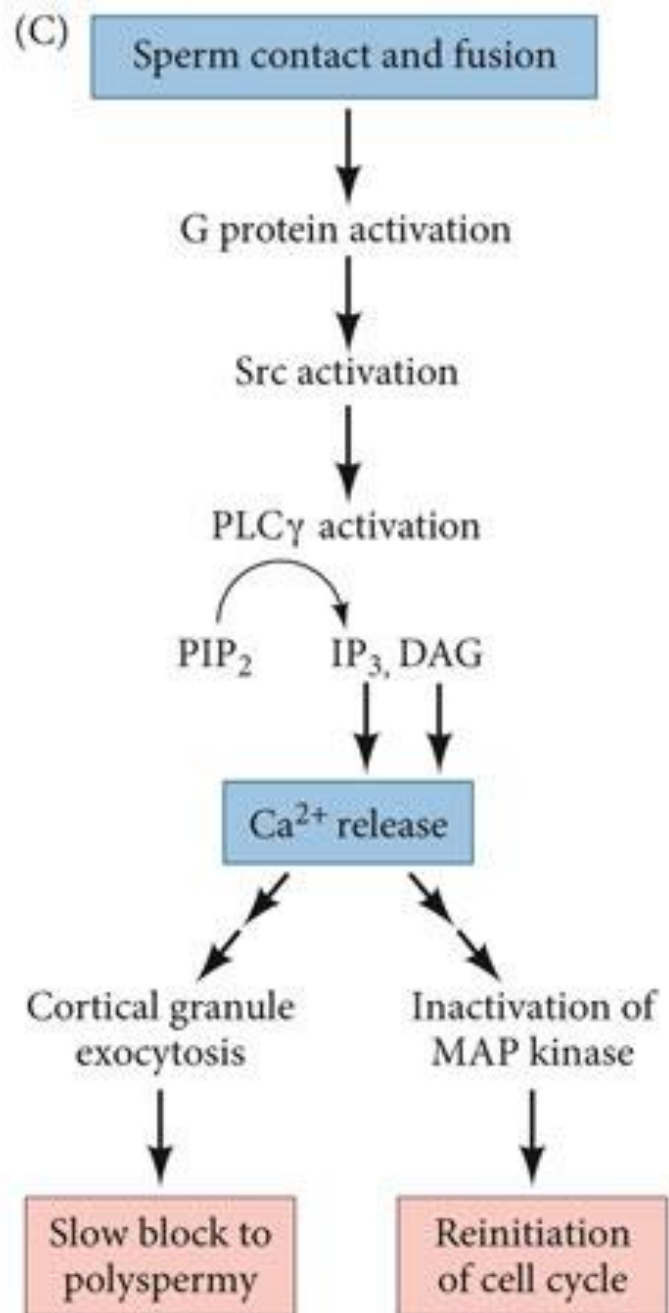 (C)
Sperm contact and fusion
G protein activation
Src activation
PLCγ activation
PIP₂ IP₃, DAG
Ca²⁺ release
Cortical granule
exocytosis
Inactivation of
MAP kinase
Slow block to
polyspermy
Reinitiation
of cell cycle